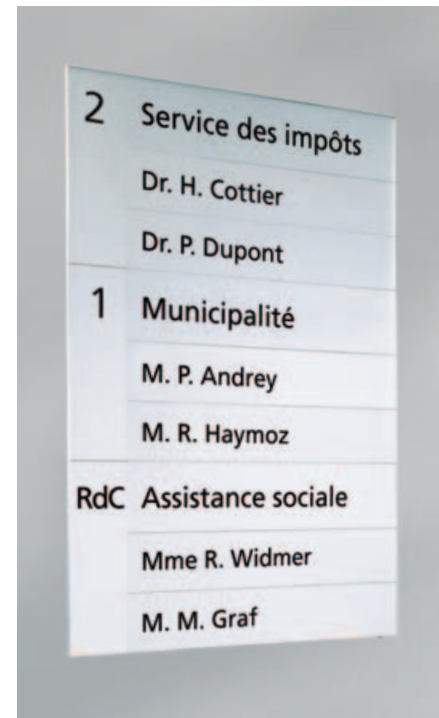 2 Service des impôts
Dr. H. Cottier
Dr. P. Dupont
1 Municipalité
M. P. Andrey
M. R. Haymoz
RdC Assistance sociale
Mme R. Widmer
M. M. Graf